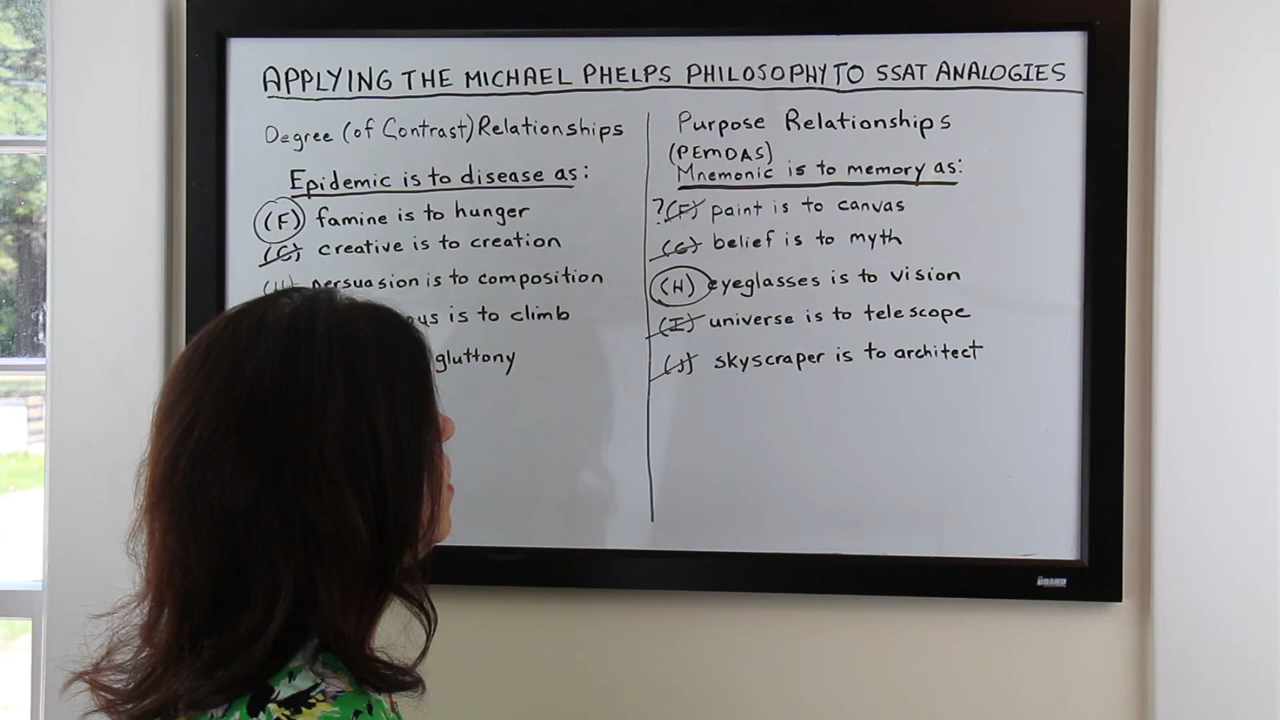 APPLYING THE MICHAEL PHELPS PHILOSOPHY TO SSAT ANALOGIES
Degree (of Contrast) Relationships
Epidemic is to disease as:
(F) famine is to hunger
(G) creative is to creation
(H) persuasion is to composition
is to climb
gluttony
Purpose Relationships
(PEMDAS)
Mnemonic is to memory as:
?(F) paint is to canvas
(G) belief is to myth
(H) eyeglasses is to vision
(I) universe is to telescope
(J) skyscraper is to architect
BOARD